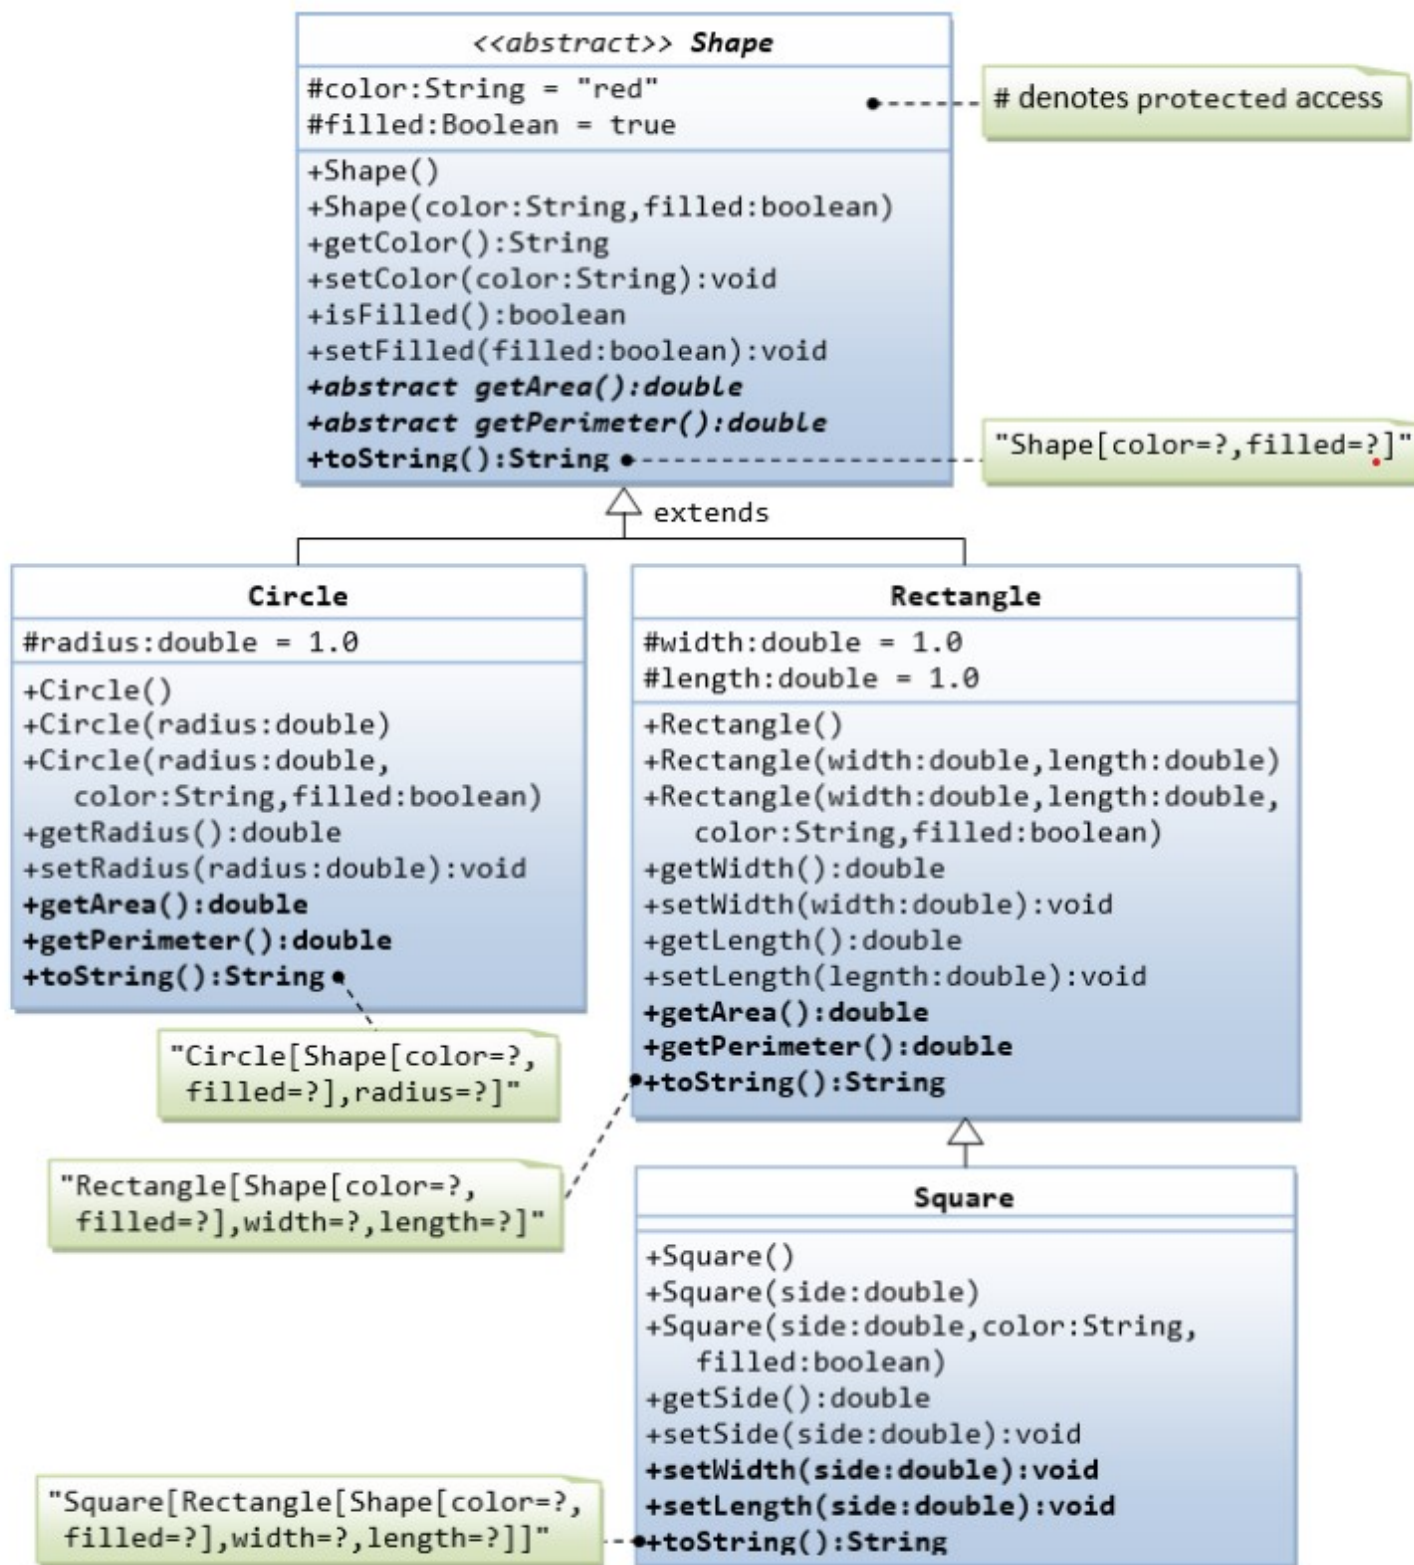 <<abstract>> Shape
#color:String = "red"
#filled:Boolean = true
# denotes protected access
+Shape()
+Shape(color:String,filled:boolean)
+getColor():String
+setColor(color:String):void
+isFilled():boolean
+setFilled(filled:boolean):void
+abstract getArea():double
+abstract getPerimeter():double
+toString():String
"Shape[color=?,filled=?]"
extends
Circle
#radius:double = 1.0
+Circle()
+Circle(radius:double)
+Circle(radius:double,
color:String,filled:boolean)
+getRadius():double
+setRadius(radius:double):void
+getArea():double
+getPerimeter():double
+toString():String
"Circle[Shape[color=?,
filled=?],radius=?]"
Rectangle
#width:double = 1.0
#length:double = 1.0
+Rectangle()
+Rectangle(width:double,length:double)
+Rectangle(width:double,length:double,
color:String,filled:boolean)
+getWidth():double
+setWidth(width:double):void
+getLength():double
+setLength(legnth:double):void
+getArea():double
+getPerimeter():double
+toString():String
"Rectangle[Shape[color=?,
filled=?],width=?,length=?]"
Square
+Square()
+Square(side:double)
+Square(side:double,color:String,
filled:boolean)
+getSide():double
+setSide(side:double):void
+setWidth(side:double):void
+setLength(side:double):void
+toString():String
"Square[Rectangle[Shape[color=?,
filled=?],width=?,length=?]]"